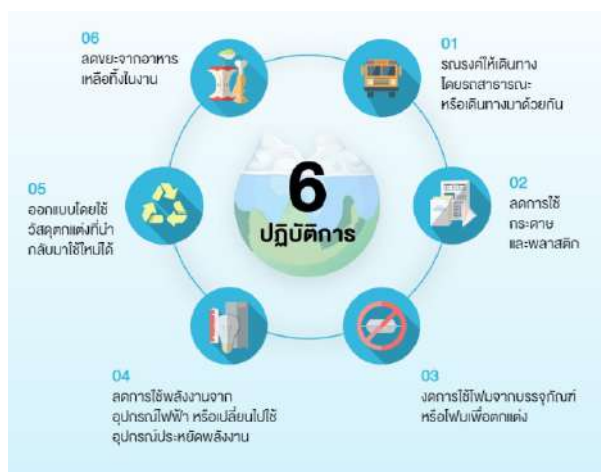 6
ปฏิบัติการ
01
รณรงค์ให้เดินทาง
โดยรถสาธารณะ
หรือเดินทางมาด้วยกัน
02
ลดการใช้
กระดาษ
และพลาสติก
03
งดการใช้โฟมจากบรรจุภัณฑ์
หรือโฟมเพื่อตกแต่ง
04
ลดการใช้พลังงานจาก
อุปกรณ์ไฟฟ้า หรือเปลี่ยนไปใช้
อุปกรณ์ประหยัดพลังงาน
05
ออกแบบโดยใช้
วัสดุตกแต่งที่นำ
กลับมาใช้ใหม่ได้
06
ลดขยะจากอาหาร
เหลือทิ้งในงาน